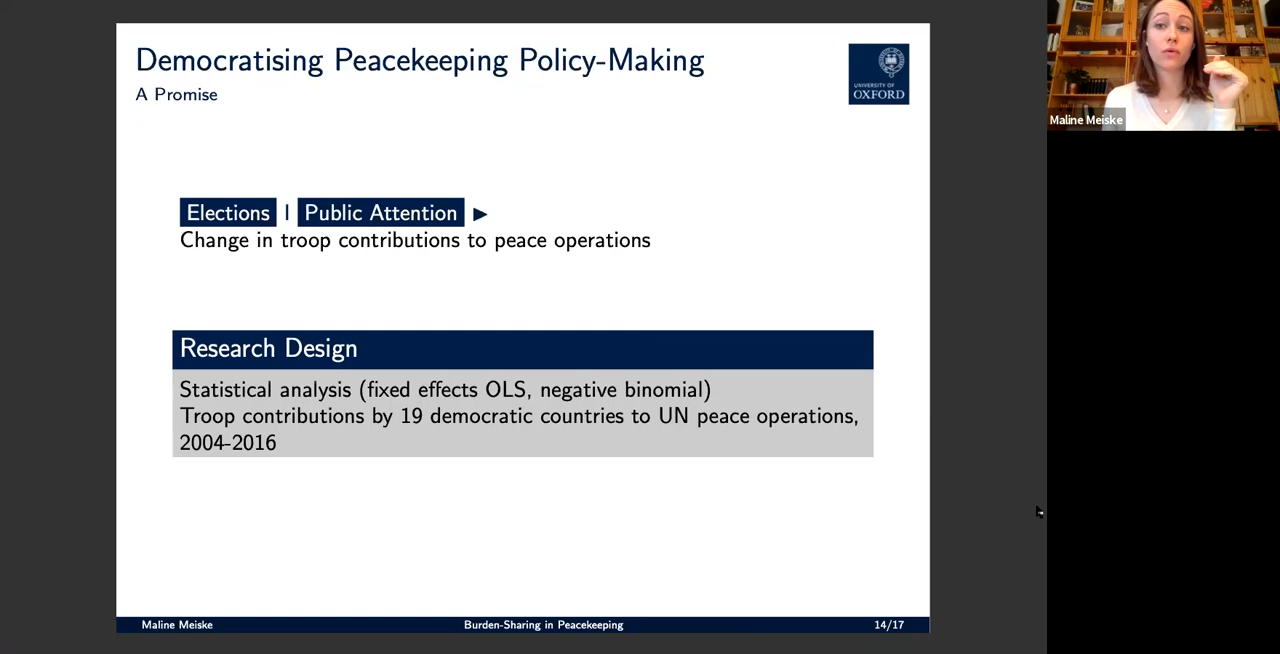 Democratising Peacekeeping Policy-Making
A Promise
UNIVERSITY OF
OXFORD
Maline Meiske
Elections | Public Attention ▶
Change in troop contributions to peace operations
Research Design
Statistical analysis (fixed effects OLS, negative binomial)
Troop contributions by 19 democratic countries to UN peace operations,
2004-2016
Maline Meiske
Burden-Sharing in Peacekeeping
14/17